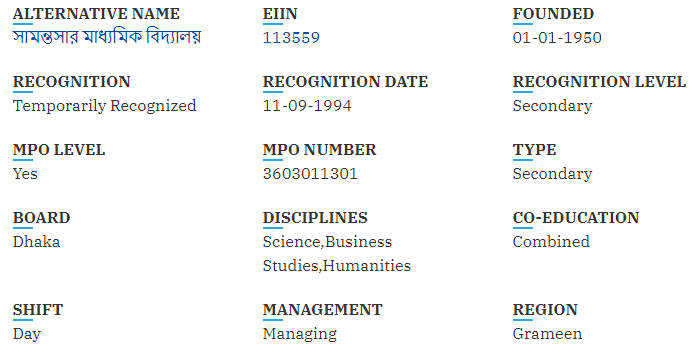 ALTERNATIVE NAME EIIN FOUNDED
সামন্তসার মাধ্যমিক বিদ্যালয় 113559 01-01-1950
RECOGNITION RECOGNITION DATE RECOGNITION LEVEL
Temporarily Recognized 11-09-1994 Secondary
MPO LEVEL MPO NUMBER TYPE
Yes 3603011301 Secondary
BOARD DISCIPLINES CO-EDUCATION
Dhaka Science,Business Combined
Studies,Humanities
SHIFT MANAGEMENT REGION
Day Managing Grameen